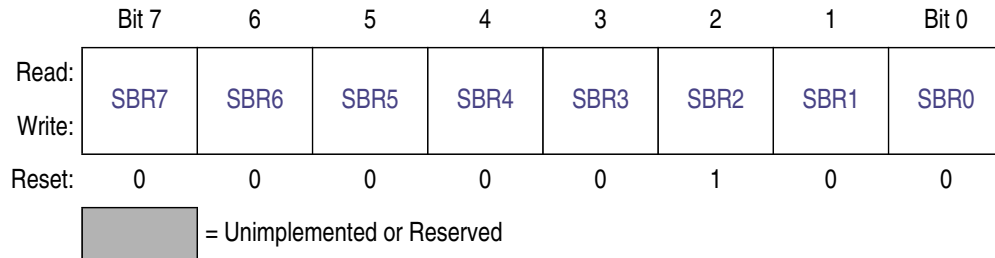 Bit 7 6 5 4 3 2 1 Bit 0
Read:
SBR7 SBR6 SBR5 SBR4 SBR3 SBR2 SBR1 SBR0
Write:
Reset: 0 0 0 0 0 1 0 0
= Unimplemented or Reserved